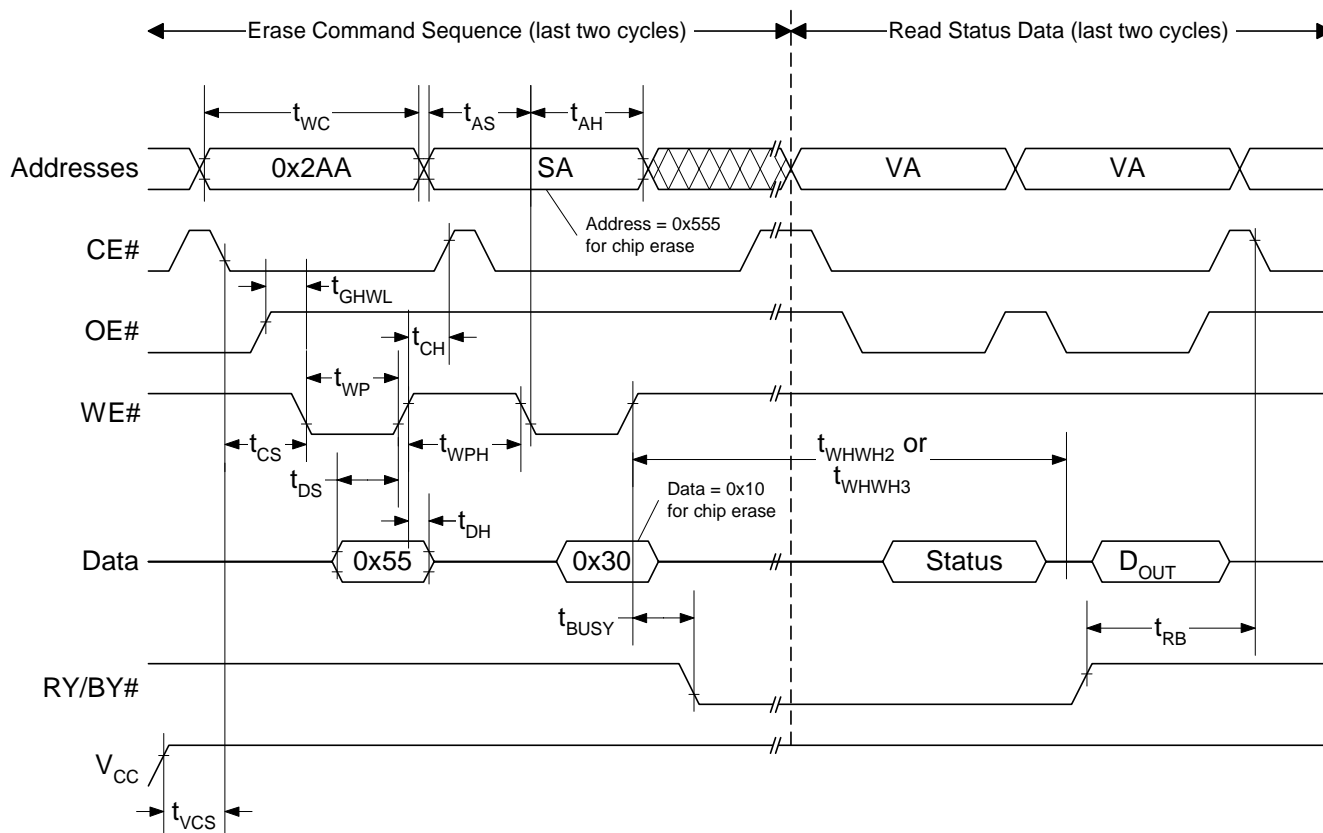 Erase Command Sequence (last two cycles)
Read Status Data (last two cycles)
tWC
tAS
tAH
Addresses
0x2AA
SA
VA
VA
Address = 0x555
for chip erase
CE#
tGHWL
OE#
tCH
tWP
WE#
tCS
tWPH
tWHWH2 or
tWHWH3
tDS
Data = 0x10
for chip erase
tDH
Data
0x55
0x30
Status
DOUT
tBUSY
tRB
RY/BY#
VCC
tVCS